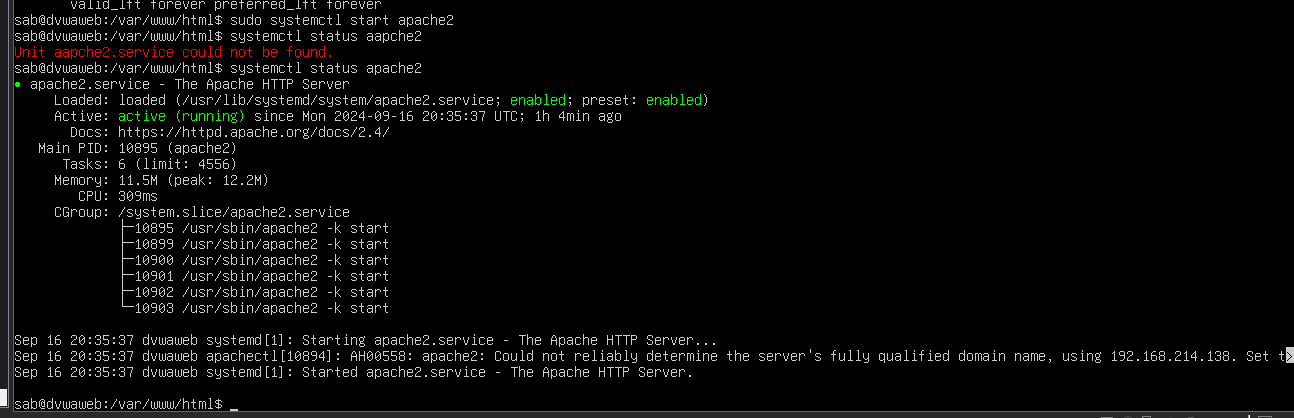 valid_lft forever preferred_lft forever
sab@dvwaweb:/var/www/html$ sudo systemctl start apache2
sab@dvwaweb:/var/www/html$ systemctl status aapche2
Unit aapche2.service could not be found.
sab@dvwaweb:/var/www/html$ systemctl status apache2
● apache2.service - The Apache HTTP Server
Loaded: loaded (/usr/lib/systemd/system/apache2.service; enabled; preset: enabled)
Active: active (running) since Mon 2024-09-16 20:35:37 UTC; 1h 4min ago
Docs: https://httpd.apache.org/docs/2.4/
Main PID: 10895 (apache2)
Tasks: 6 (limit: 4556)
Memory: 11.5M (peak: 12.2M)
CPU: 309ms
CGroup: /system.slice/apache2.service
├─10895 /usr/sbin/apache2 -k start
├─10899 /usr/sbin/apache2 -k start
├─10900 /usr/sbin/apache2 -k start
├─10901 /usr/sbin/apache2 -k start
├─10902 /usr/sbin/apache2 -k start
└─10903 /usr/sbin/apache2 -k start
Sep 16 20:35:37 dvwaweb systemd[1]: Starting apache2.service - The Apache HTTP Server...
Sep 16 20:35:37 dvwaweb apachectl[10894]: AH00558: apache2: Could not reliably determine the server's fully qualified domain name, using 192.168.214.138. Set t>
Sep 16 20:35:37 dvwaweb systemd[1]: Started apache2.service - The Apache HTTP Server.
sab@dvwaweb:/var/www/html$ _